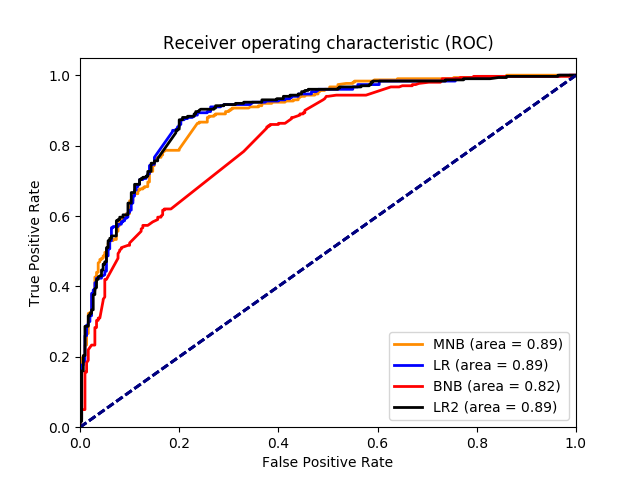 Receiver operating characteristic (ROC)
1.0
0.8
0.6
0.4
0.2
0.0
True Positive Rate
MNB (area = 0.89)
LR (area = 0.89)
BNB (area = 0.82)
LR2 (area = 0.89)
0.0 0.2 0.4 0.6 0.8 1.0
False Positive Rate